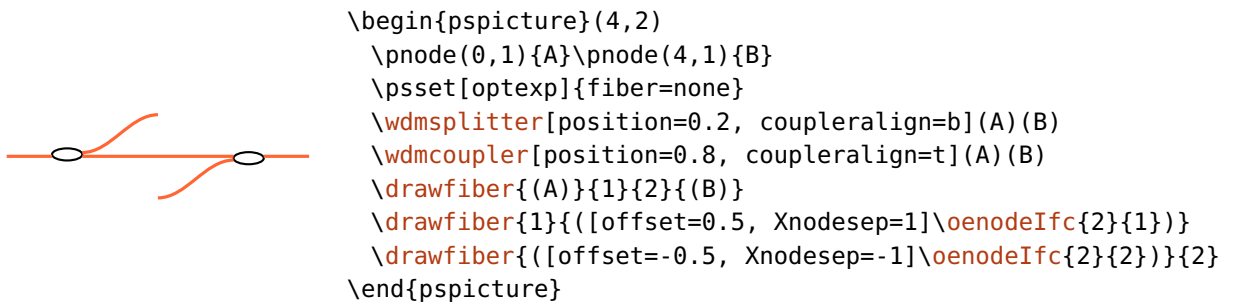 \begin{pspicture}(4,2)
\pnode(0,1){A}\pnode(4,1){B}
\psset[optexp]{fiber=none}
\wdmsplitter[position=0.2, coupleralign=b](A)(B)
\wdmcoupler[position=0.8, coupleralign=t](A)(B)
\drawfiber{(A)}{1}{2}{(B)}
\drawfiber{1}{([offset=0.5, Xnodesep=1]\oenodeIfc{2}{1})}
\drawfiber{([offset=-0.5, Xnodesep=-1]\oenodeIfc{2}{2})}{2}
\end{pspicture}